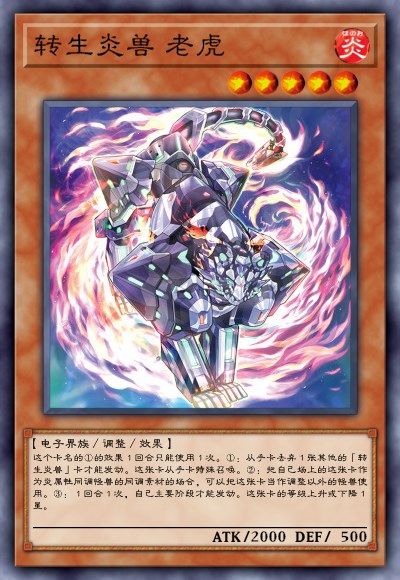 转生炎兽 老虎
ほのお
炎
【电子界族／调整／效果】
这个卡名的①的效果1回合只能使用1次。①：从手卡丢弃1张其他的「转
生炎兽」卡才能发动。这张卡从手卡特殊召唤。②：把自己场上的这张卡作
为炎属性同调怪兽的同调素材的场合，可以把这张卡当作调整以外的怪兽使
用。③：1回合1次，自己主要阶段才能发动。这张卡的等级上升或下降1
星。
ATK/2000 DEF/ 500